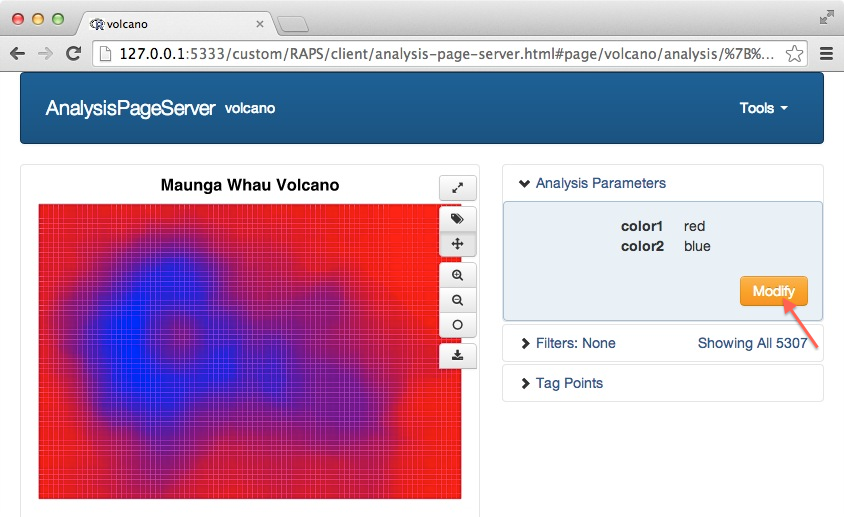 volcano
127.0.0.1:5333/custom/RAPS/client/analysis-page-server.html#page/volcano/analysis/%7B%...
AnalysisPageServer volcano Tools
Maunga Whau Volcano
Analysis Parameters
color1 red
color2 blue
Modify
Filters: None Showing All 5307
Tag Points